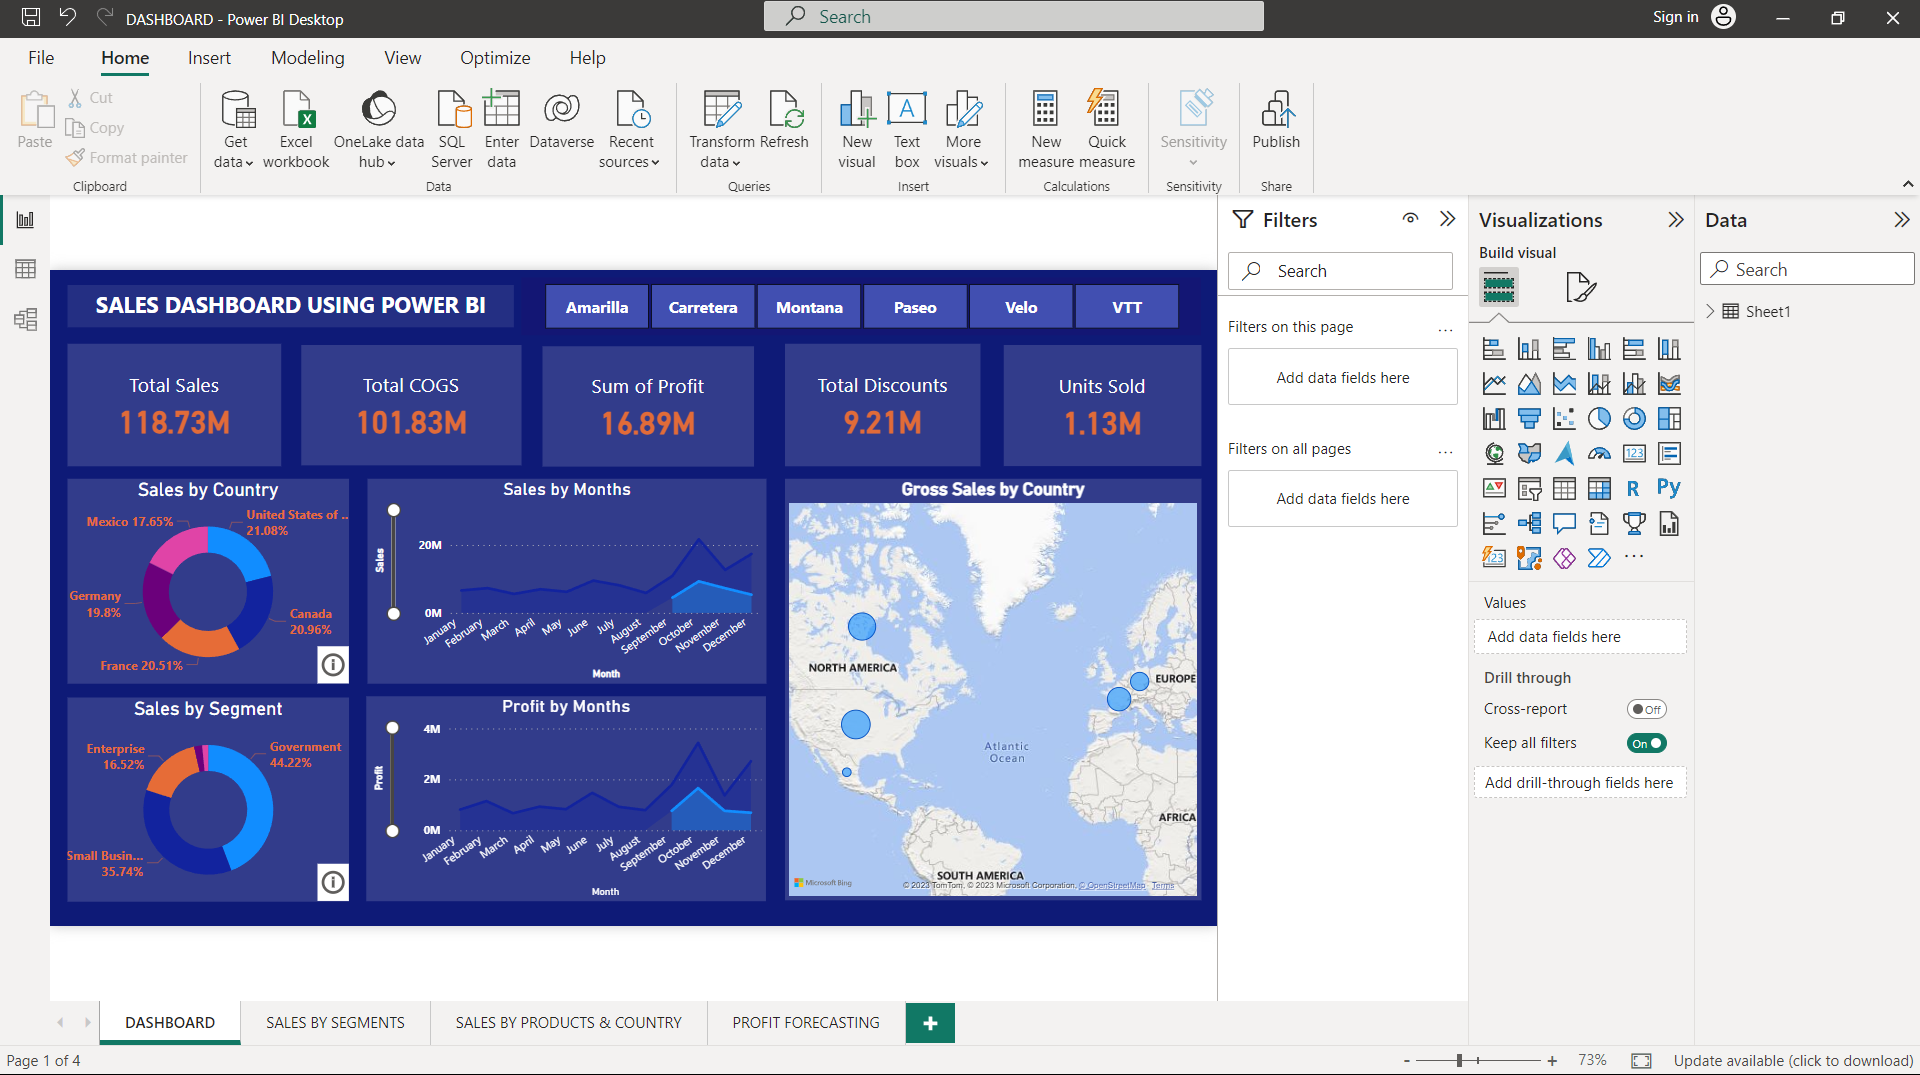 DASHBOARD - Power BI Desktop
Search
Sign in
File
Home
Insert
Modeling
View
Optimize
Help
Paste
Cut
Copy
Format painter
Clipboard
Get data
Excel workbook
OneLake data hub
SQL Server
Enter data
Dataverse
Recent sources
Data
Transform data
Refresh
Queries
New visual
Text box
More visuals
Insert
New measure
Quick measure
Calculations
Sensitivity
Sensitivity
Publish
Share
SALES DASHBOARD USING POWER BI
Amarilla
Carretera
Montana
Paseo
Velo
VTT
Total Sales
118.73M
Total COGS
101.83M
Sum of Profit
16.89M
Total Discounts
9.21M
Units Sold
1.13M
Sales by Country
Mexico 17.65%
United States of ...
21.08%
Germany
19.8%
Canada
20.96%
France 20.51%
Sales by Months
Sales
20M
0M
January
February
March
April
May
June
July
August
September
October
November
December
Month
Gross Sales by Country
NORTH AMERICA
EUROPE
Atlantic
Ocean
AFRICA
SOUTH AMERICA
Microsoft Bing
© 2023 TomTom, © 2023 Microsoft Corporation, © OpenStreetMap Terms
Sales by Segment
Enterprise
16.52%
Government
44.22%
Small Busin...
35.74%
Profit by Months
Profit
4M
2M
0M
January
February
March
April
May
June
July
August
September
October
November
December
Month
Filters
Search
Filters on this page
...
Add data fields here
Filters on all pages
...
Add data fields here
Visualizations
Build visual
123
R
Py
123
...
Values
Add data fields here
Drill through
Cross-report
Off
Keep all filters
On
Add drill-through fields here
Data
Search
Sheet1
DASHBOARD
SALES BY SEGMENTS
SALES BY PRODUCTS & COUNTRY
PROFIT FORECASTING
+
Page 1 of 4
- + 73%
Update available (click to download)